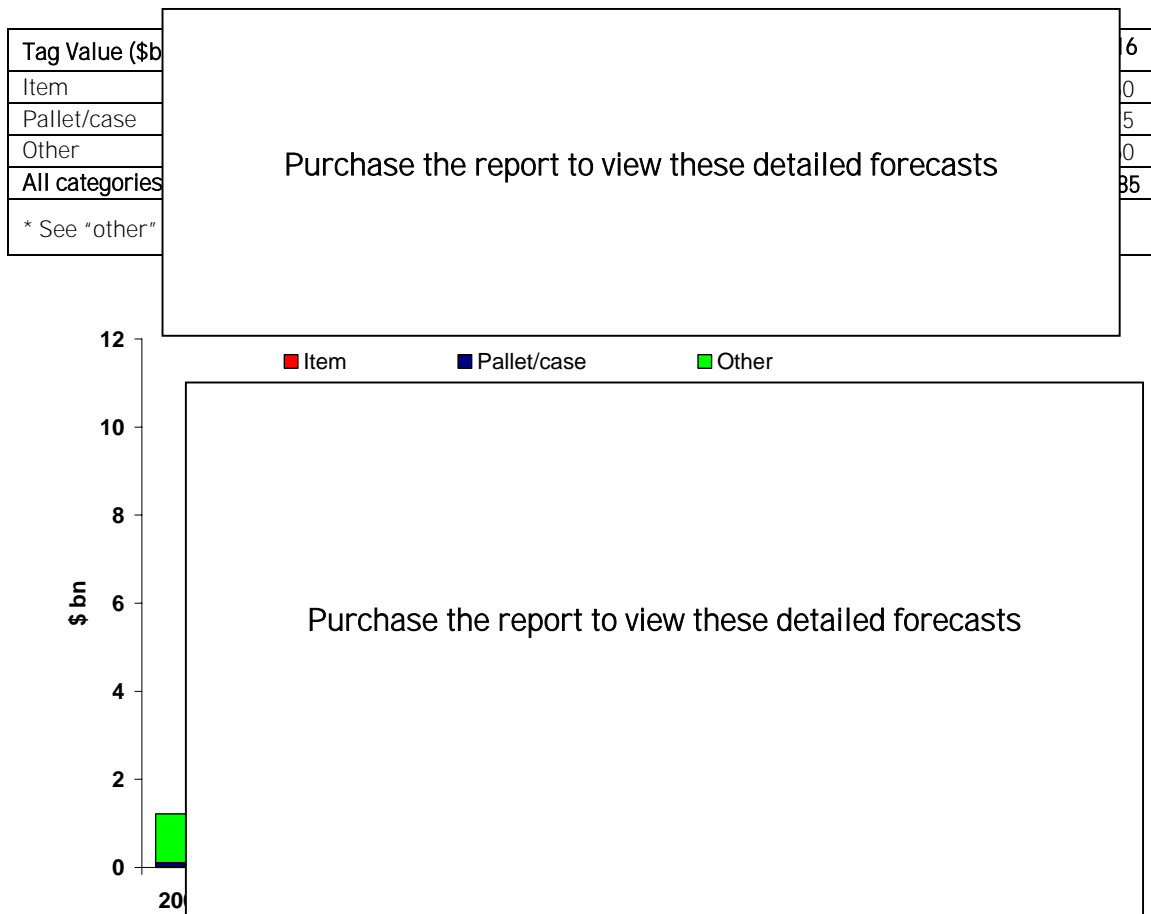 Tag Value ($b 16
Item 0
Pallet/case 5
Other 0
All categories 35
* See "other"
Purchase the report to view these detailed forecasts
12
Item Pallet/case Other
10
8
6
4
2
0
$ bn
Purchase the report to view these detailed forecasts
200